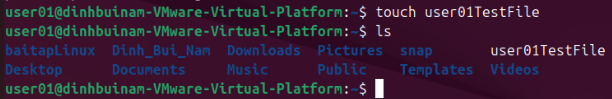 user01@dinhbuinam-VMware-Virtual-Platform:~$ touch user01TestFile
user01@dinhbuinam-VMware-Virtual-Platform:~$ ls
baitapLinux Dinh_Bui_Nam Downloads Pictures snap user01TestFile
Desktop Documents Music Public Templates Videos
user01@dinhbuinam-VMware-Virtual-Platform:~$